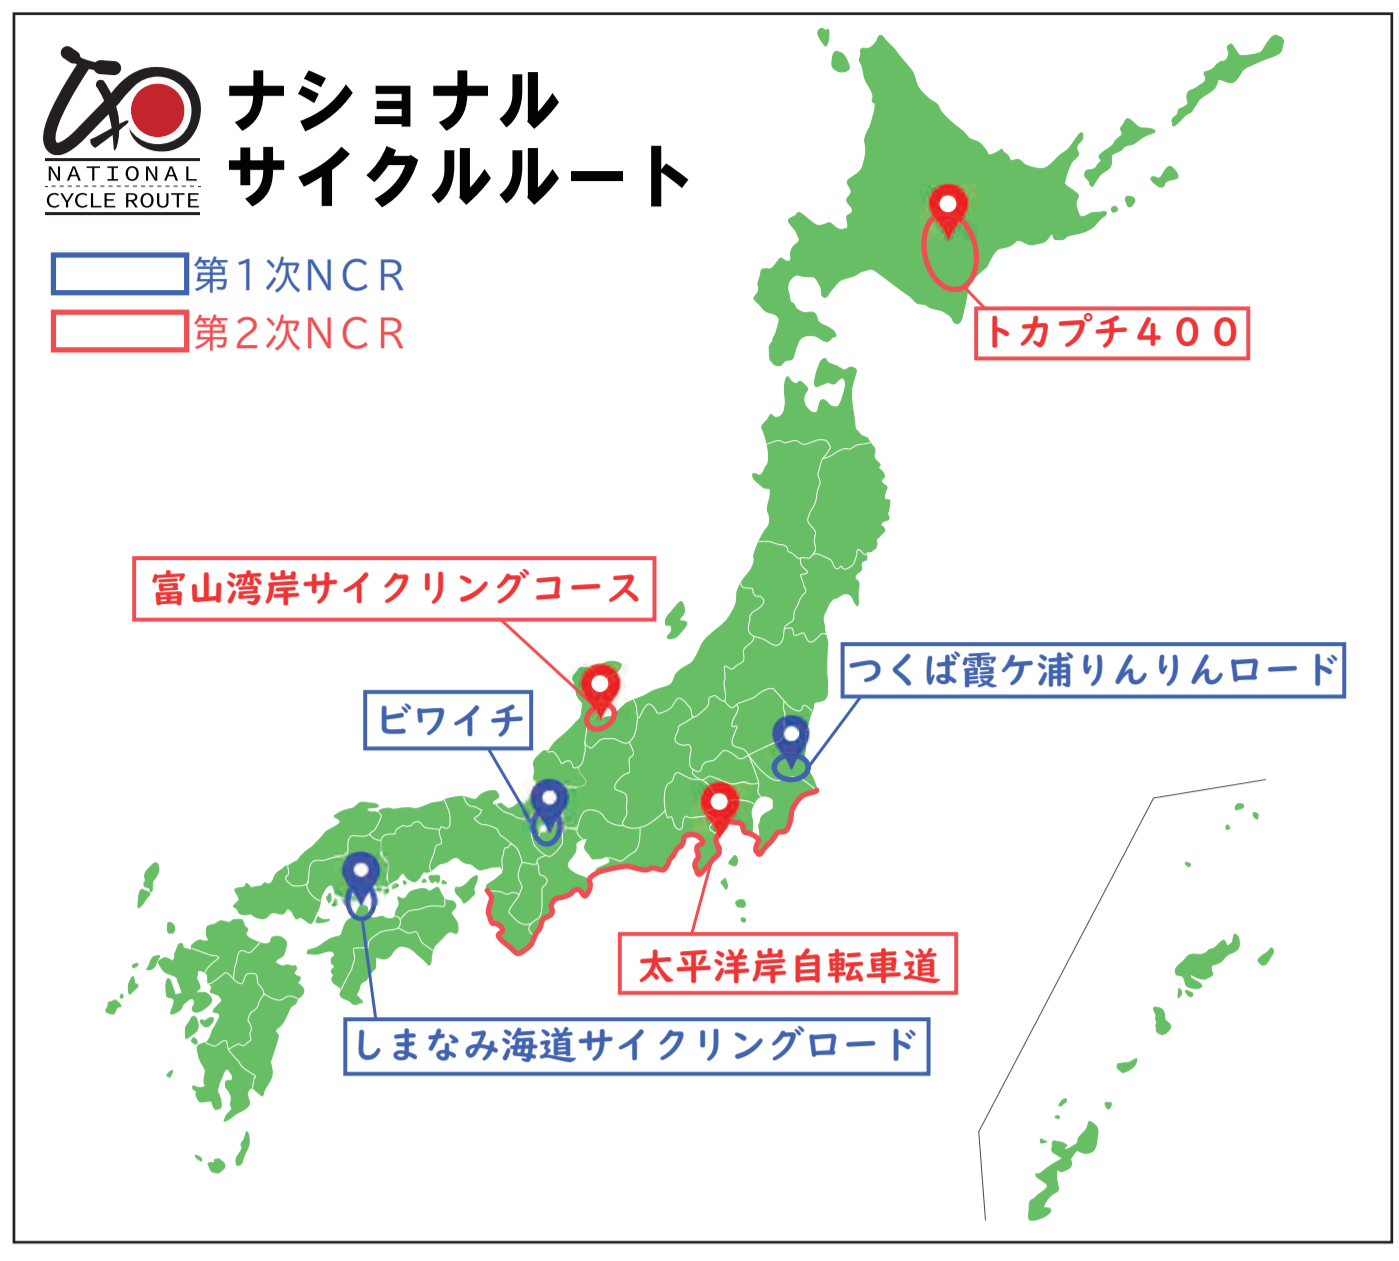 ナショナル
サイクルルート
NATIONAL
CYCLE ROUTE
第１次ＮＣＲ
第２次ＮＣＲ
トカプチ４００
富山湾岸サイクリングコース
つくば霞ケ浦りんりんロード
ビワイチ
太平洋岸自転車道
しまなみ海道サイクリングロード